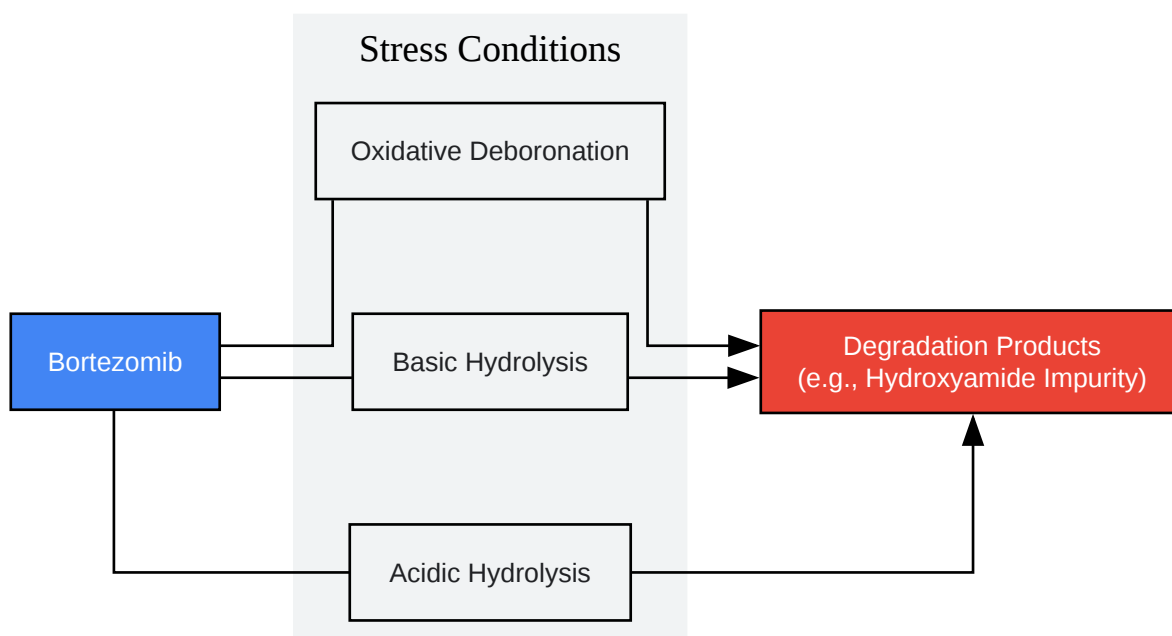 Stress Conditions
Oxidative Deboronation
Bortezomib
Basic Hydrolysis
Degradation Products
(e.g., Hydroxyamide Impurity)
Acidic Hydrolysis